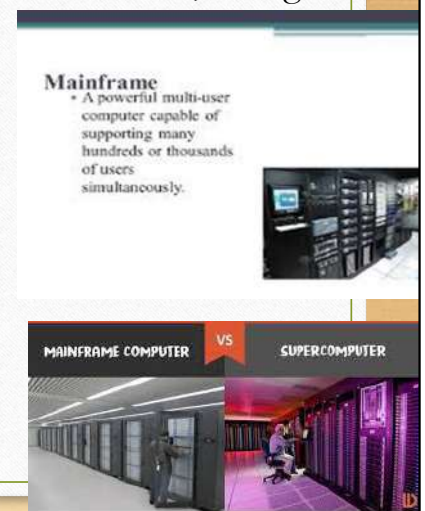 Mainframe
• A powerful multi-user
computer capable of
supporting many
hundreds or thousands
of users
simultaneously.
MAINFRAME COMPUTER
VS
SUPERCOMPUTER